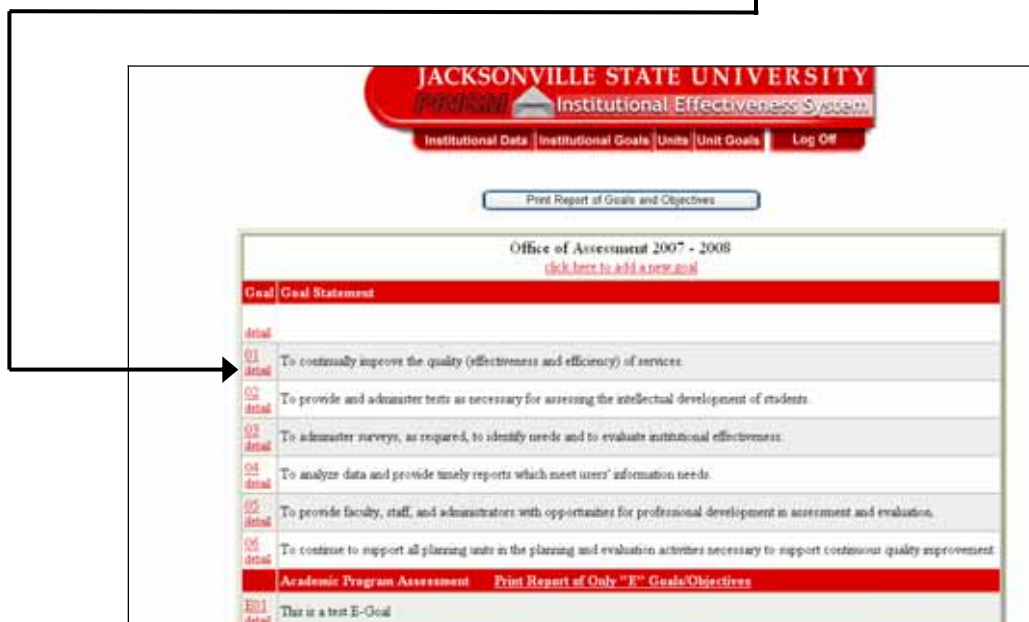 JACKSONVILLE STATE UNIVERSITY
PRISM Institutional Effectiveness System
Institutional Data Institutional Goals Units Unit Goals Log Off
Print Report of Goals and Objectives
Office of Assessment 2007 - 2008
click here to add a new goal
Goal Goal Statement
detail
01
detail
To continually improve the quality (effectiveness and efficiency) of services.
02
detail
To provide and administer tests as necessary for assessing the intellectual development of students.
03
detail
To administer surveys, as required, to identify needs and to evaluate institutional effectiveness.
04
detail
To analyze data and provide timely reports which meet users' information needs.
05
detail
To provide faculty, staff, and administrators with opportunities for professional development in assessment and evaluation.
06
detail
To continue to support all planning units in the planning and evaluation activities necessary to support continuous quality improvement.
Academic Program Assessment Print Report of Only "E" Goals/Objectives
E01
detail
This is a test E-Goal